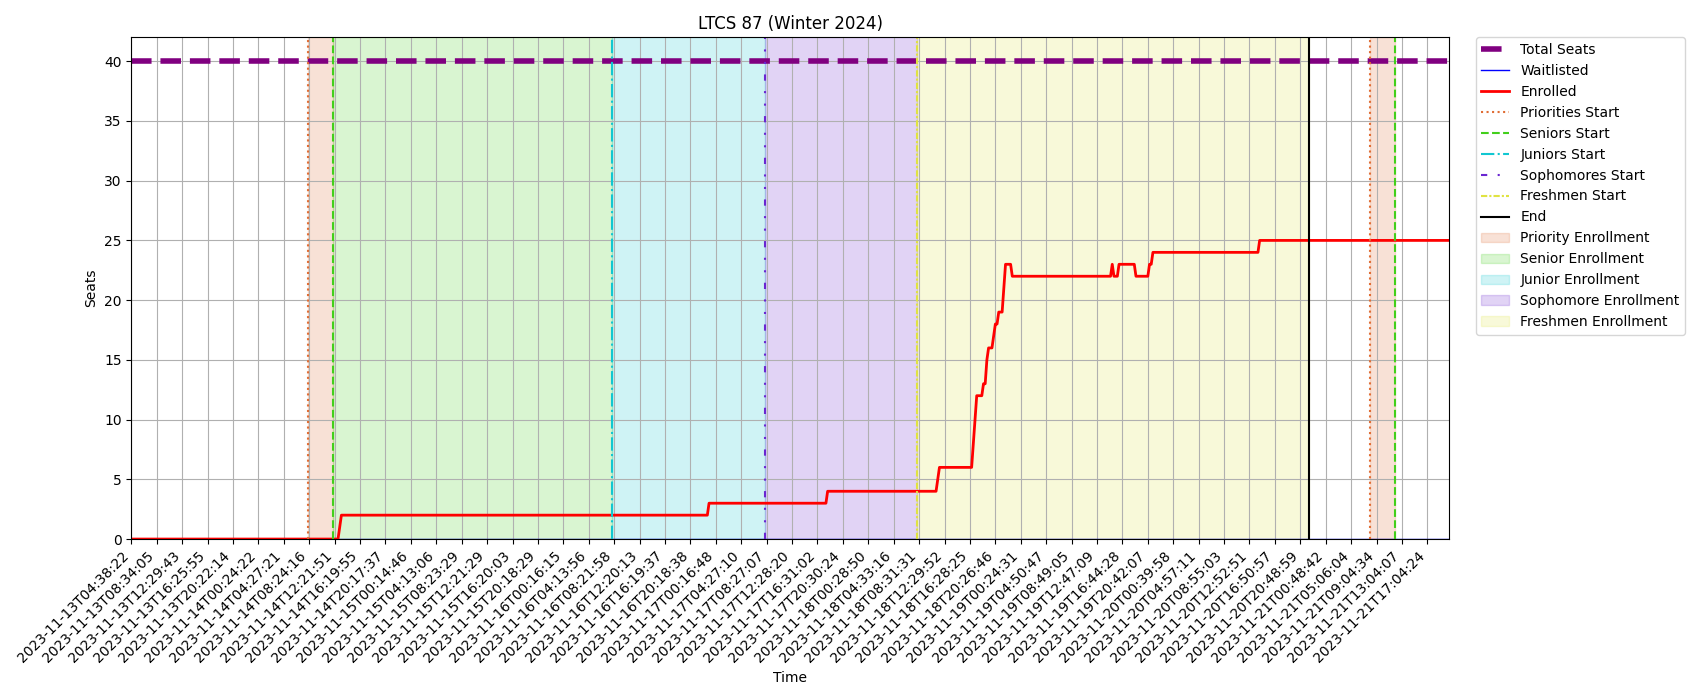 LTCS 87 (Winter 2024)
40
35
30
25
20
15
10
5
0
Seats
2023-11-13T04:38:22
2023-11-13T08:34:05
2023-11-13T12:29:43
2023-11-13T16:25:55
2023-11-13T20:22:14
2023-11-14T00:24:22
2023-11-14T04:27:21
2023-11-14T08:24:16
2023-11-14T12:21:51
2023-11-14T16:19:55
2023-11-14T20:17:37
2023-11-15T00:14:46
2023-11-15T04:13:06
2023-11-15T08:23:29
2023-11-15T12:21:29
2023-11-15T16:20:03
2023-11-15T20:18:29
2023-11-16T00:16:15
2023-11-16T04:13:56
2023-11-16T08:21:58
2023-11-16T12:20:13
2023-11-16T16:19:37
2023-11-16T20:18:38
2023-11-17T00:16:48
2023-11-17T04:27:10
2023-11-17T08:27:07
2023-11-17T12:28:20
2023-11-17T16:31:02
2023-11-17T20:30:24
2023-11-18T00:28:50
2023-11-18T04:33:16
2023-11-18T08:31:31
2023-11-18T12:29:52
2023-11-18T16:28:25
2023-11-18T20:26:46
2023-11-19T00:24:31
2023-11-19T04:50:47
2023-11-19T08:49:05
2023-11-19T12:47:09
2023-11-19T16:44:28
2023-11-19T20:42:07
2023-11-20T00:39:58
2023-11-20T04:57:11
2023-11-20T08:55:03
2023-11-20T12:52:51
2023-11-20T16:50:57
2023-11-20T20:48:59
2023-11-21T00:48:42
2023-11-21T05:06:04
2023-11-21T09:04:34
2023-11-21T13:04:07
2023-11-21T17:04:24
Time
Total Seats
Waitlisted
Enrolled
Priorities Start
Seniors Start
Juniors Start
Sophomores Start
Freshmen Start
End
Priority Enrollment
Senior Enrollment
Junior Enrollment
Sophomore Enrollment
Freshmen Enrollment